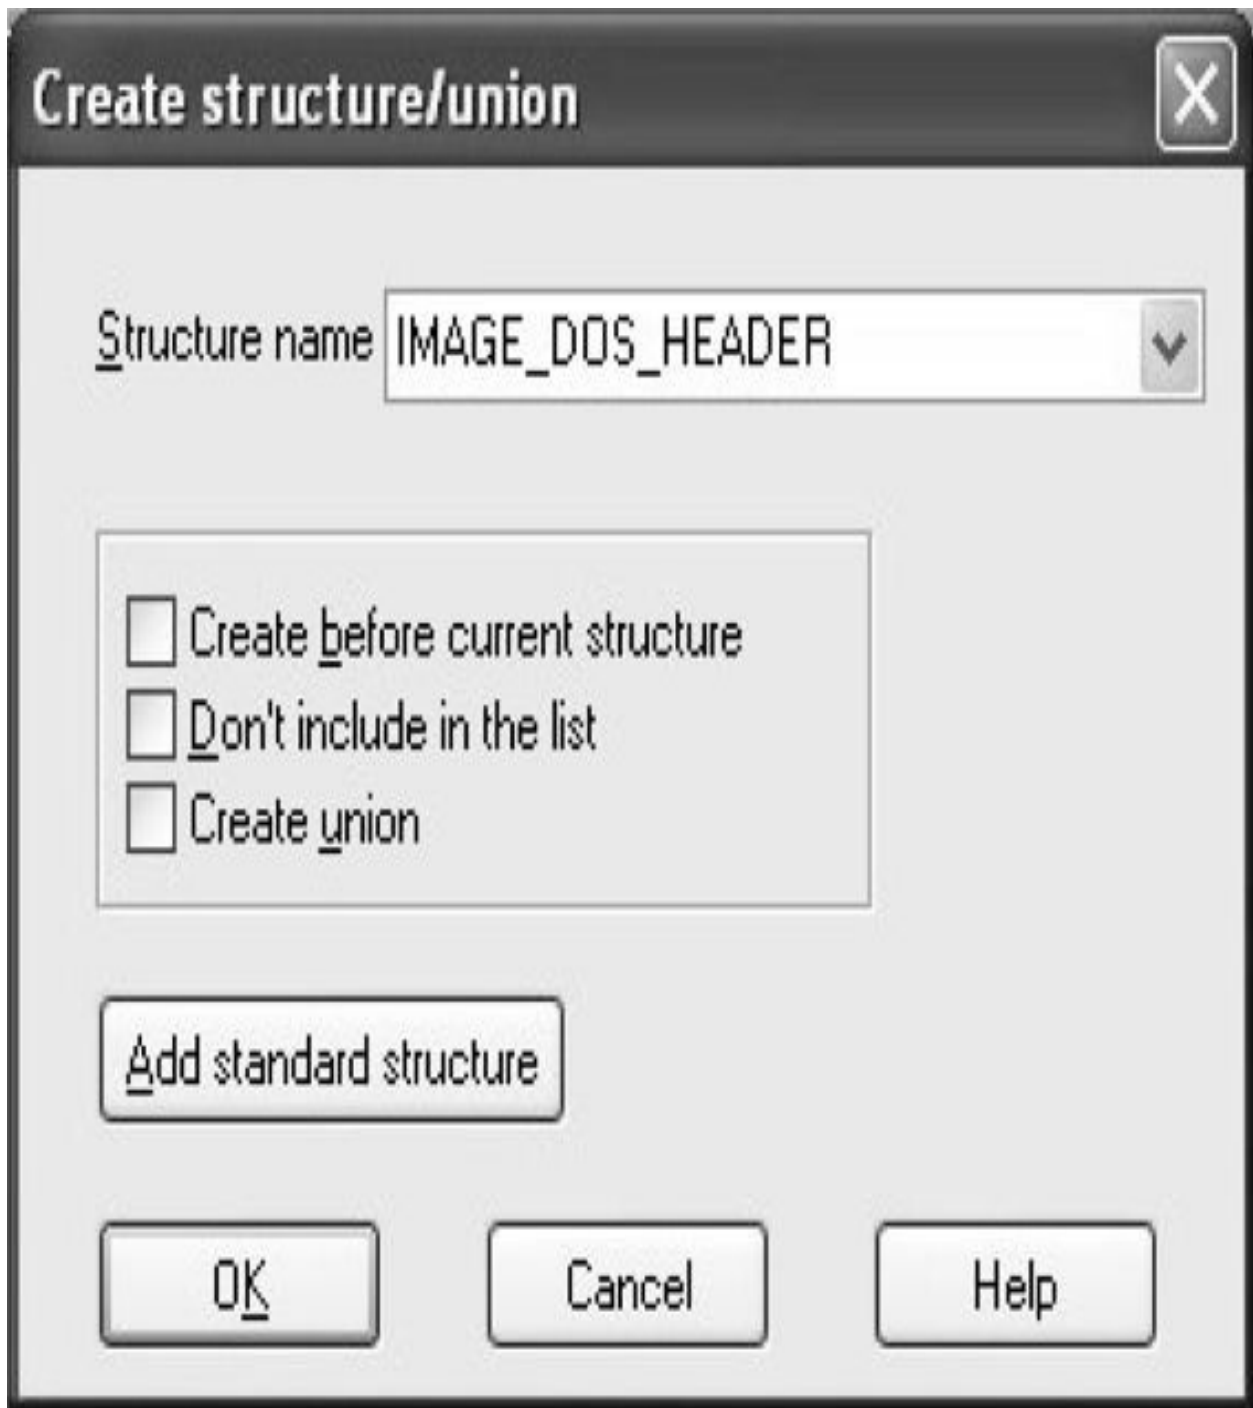 Create structure/union
Structure name IMAGE_DOS_HEADER
Create before current structure
Don't include in the list
Create union
Add standard structure
OK Cancel Help